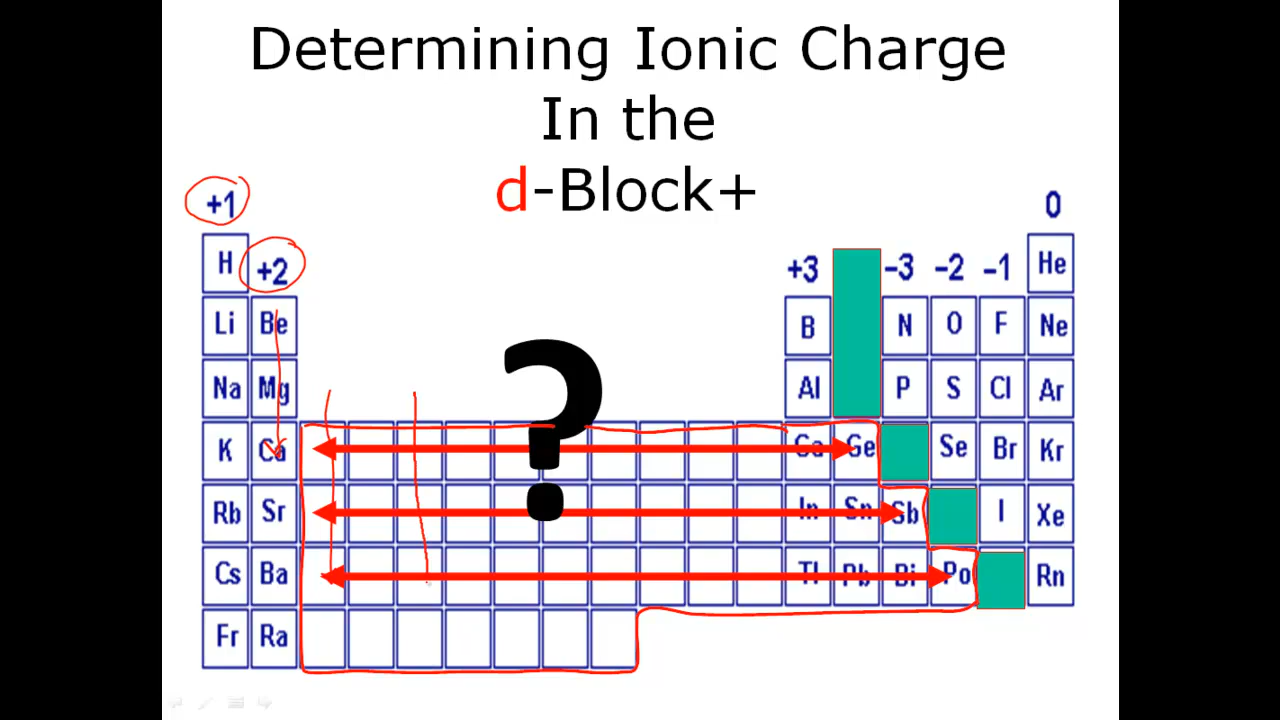 Determining Ionic Charge
In the
d-Block+
+1 0
H +2 +3 −3 −2 −1 He
Li Be B N O F Ne
Na Mg Al P S Cl Ar
K Ca ? Ga Ge Se Br Kr
Rb Sr In Sn Sb I Xe
Cs Ba Tl Pb Bi Po Rn
Fr Ra